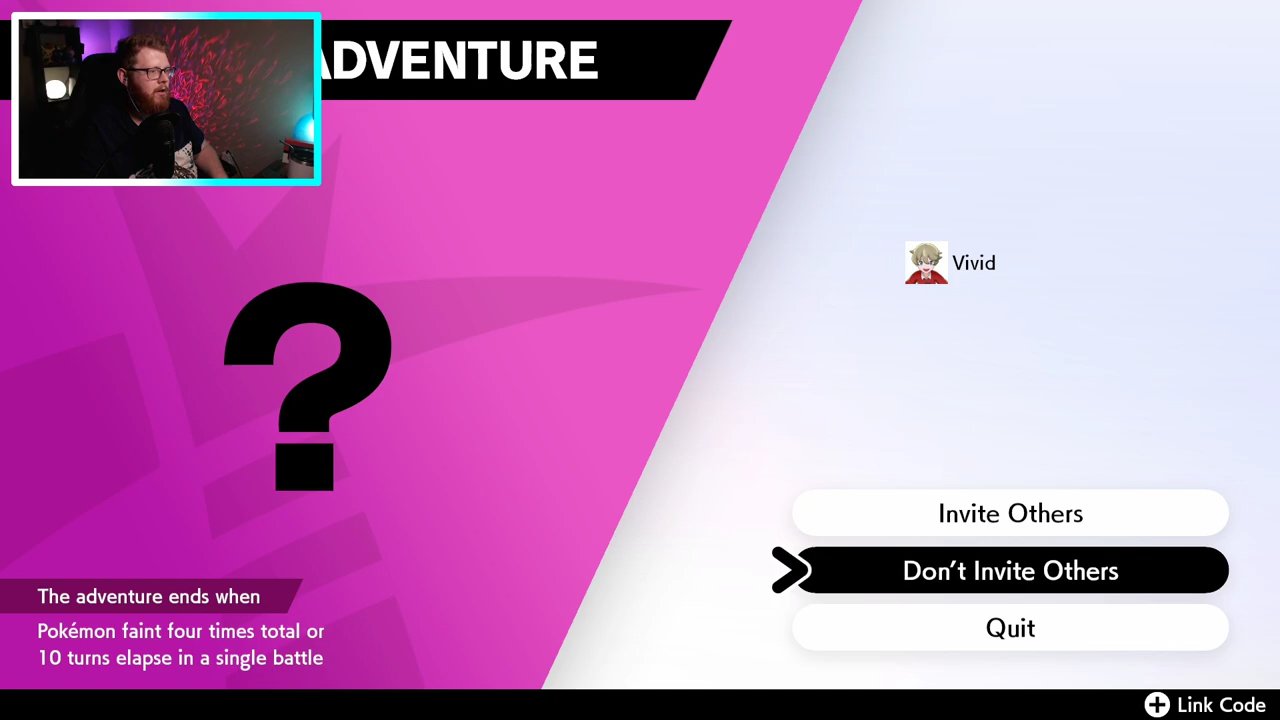 ADVENTURE
Vivid
Invite Others
Don't Invite Others
Quit
The adventure ends when
Pokémon faint four times total or
10 turns elapse in a single battle
Link Code